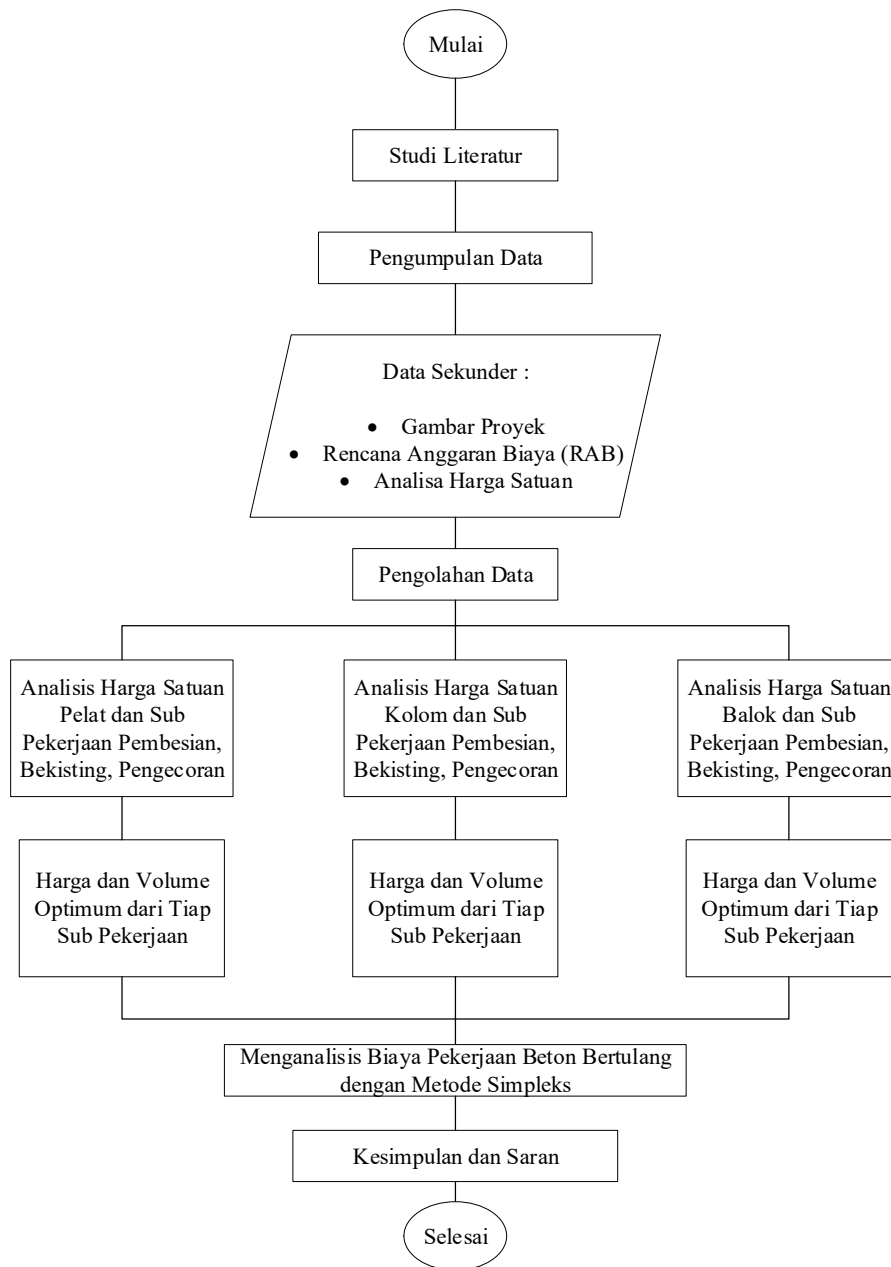 Mulai
Studi Literatur
Pengumpulan Data
Data Sekunder :
• Gambar Proyek
• Rencana Anggaran Biaya (RAB)
• Analisa Harga Satuan
Pengolahan Data
Analisis Harga Satuan
Pelat dan Sub
Pekerjaan Pembesian,
Bekisting, Pengecoran
Analisis Harga Satuan
Kolom dan Sub
Pekerjaan Pembesian,
Bekisting, Pengecoran
Analisis Harga Satuan
Balok dan Sub
Pekerjaan Pembesian,
Bekisting, Pengecoran
Harga dan Volume
Optimum dari Tiap
Sub Pekerjaan
Harga dan Volume
Optimum dari Tiap
Sub Pekerjaan
Harga dan Volume
Optimum dari Tiap
Sub Pekerjaan
Menganalisis Biaya Pekerjaan Beton Bertulang
dengan Metode Simpleks
Kesimpulan dan Saran
Selesai